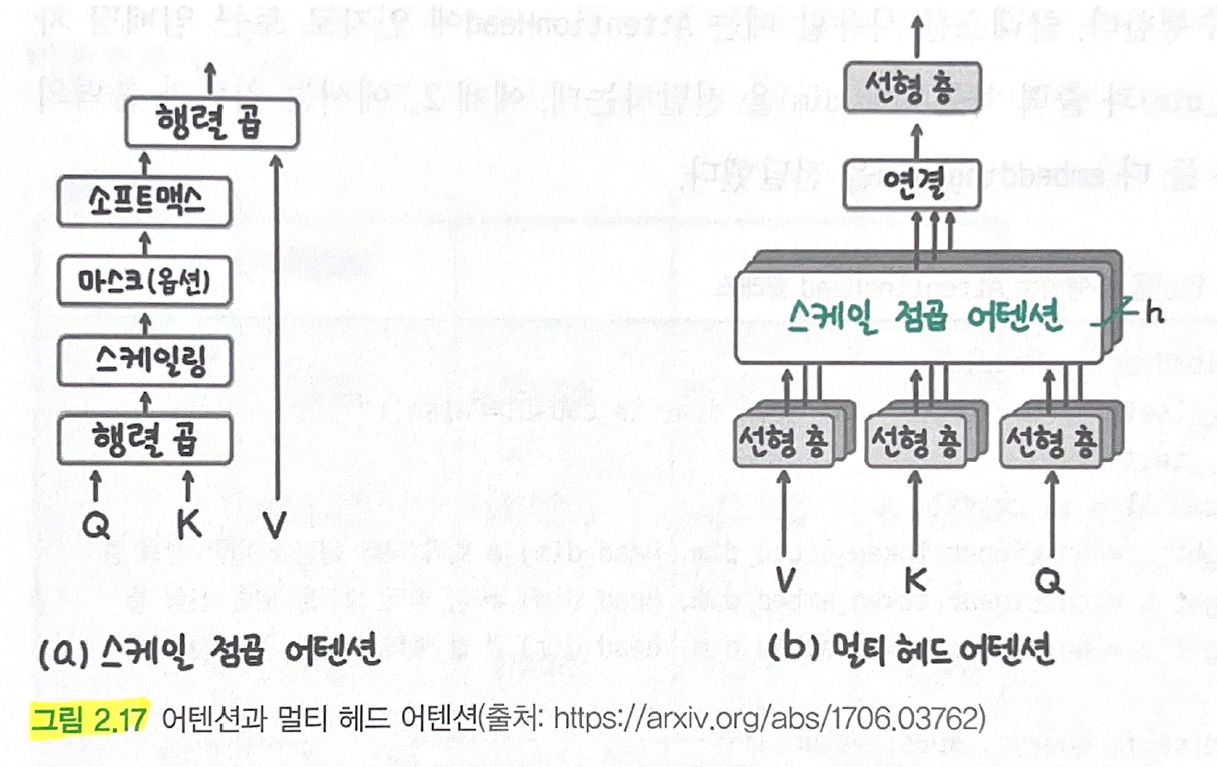 행렬 곱
소프트맥스
마스크(옵션)
스케일링
행렬 곱
Q K V
(a) 스케일 점곱 어텐션
선형 층
연결
스케일 점곱 어텐션 h
선형 층 선형 층 선형 층
V K Q
(b) 멀티 헤드 어텐션
그림 2.17 어텐션과 멀티 헤드 어텐션(출처: https://arxiv.org/abs/1706.03762)